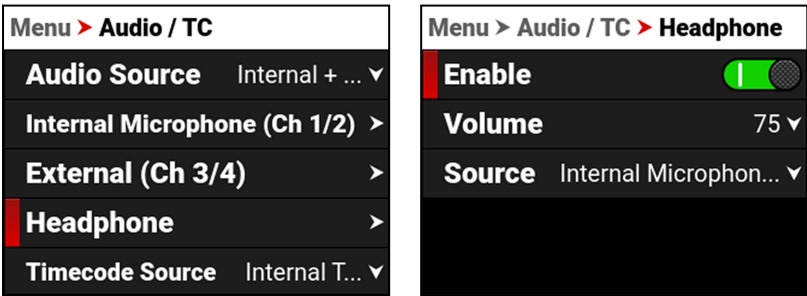 Menu ➤ Audio / TC
Audio Source Internal + ...
Internal Microphone (Ch 1/2)
External (Ch 3/4)
Headphone
Timecode Source Internal T...
Menu ➤ Audio / TC ➤ Headphone
Enable
Volume 75
Source Internal Microphon...